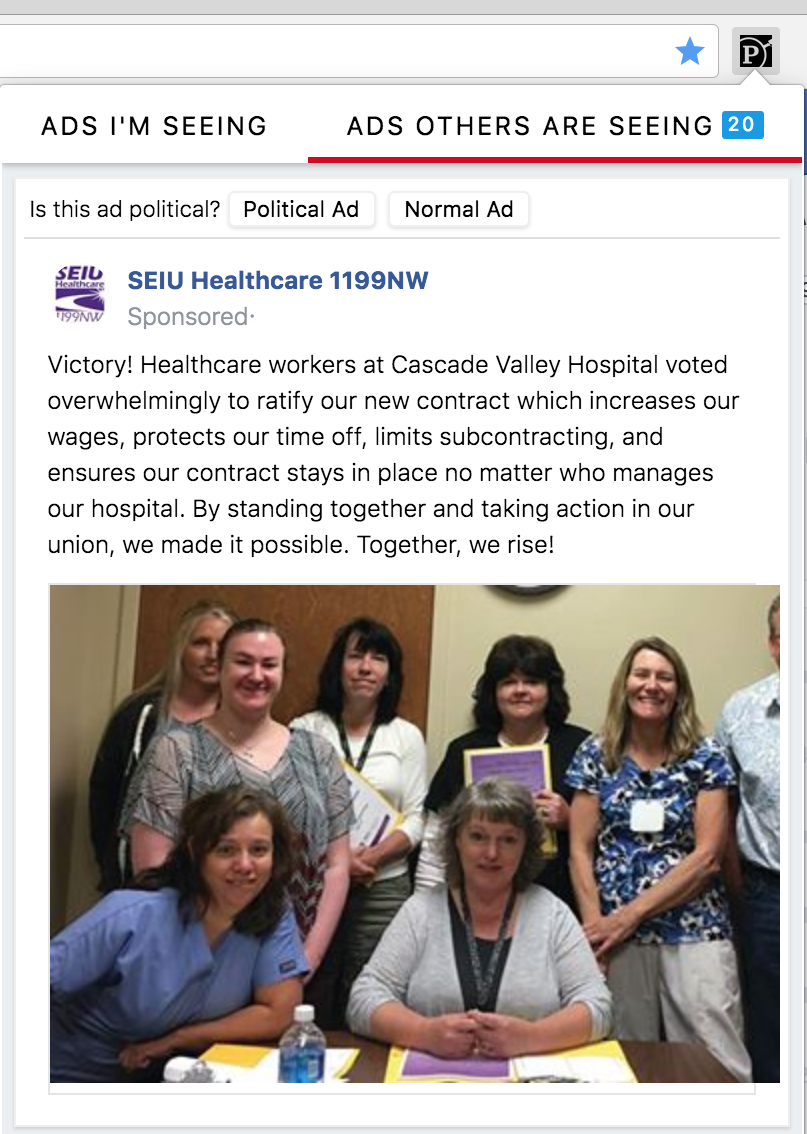 P
ADS I'M SEEING
ADS OTHERS ARE SEEING 20
Is this ad political? Political Ad Normal Ad
SEIU
Healthcare
1199NW
SEIU Healthcare 1199NW
Sponsored·
Victory! Healthcare workers at Cascade Valley Hospital voted
overwhelmingly to ratify our new contract which increases our
wages, protects our time off, limits subcontracting, and
ensures our contract stays in place no matter who manages
our hospital. By standing together and taking action in our
union, we made it possible. Together, we rise!